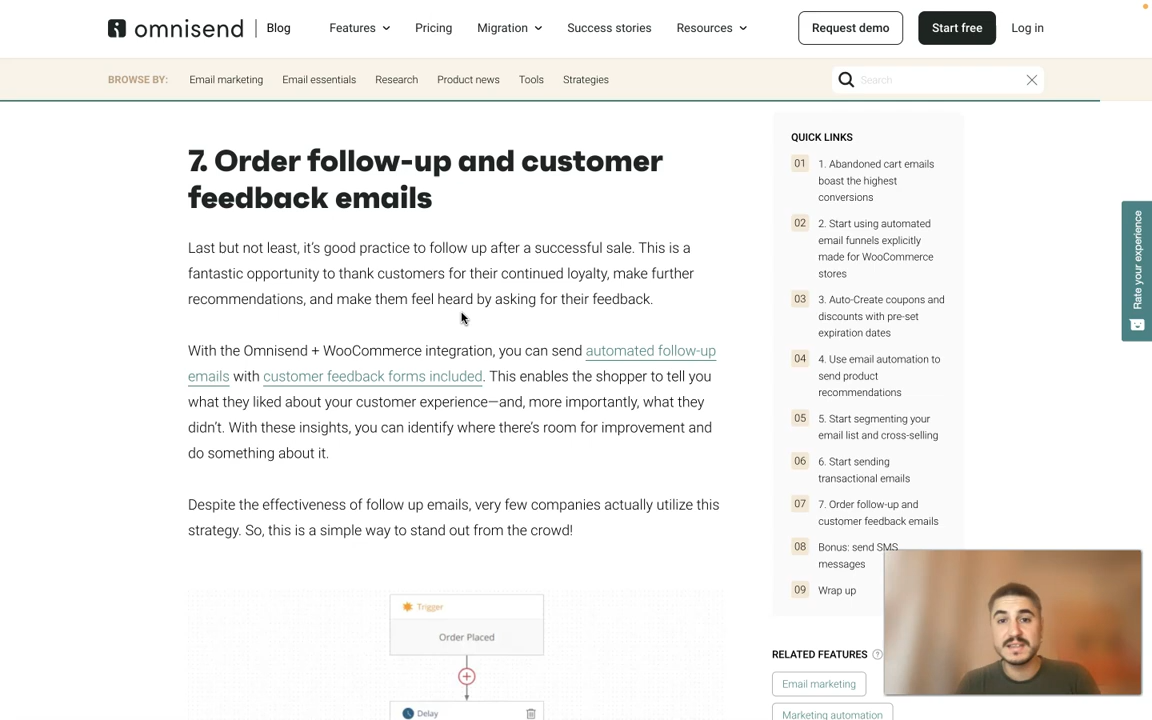 omnisend
Blog
Features
Pricing
Migration
Success stories
Resources
Request demo
Start free
Log in
BROWSE BY:
Email marketing
Email essentials
Research
Product news
Tools
Strategies
Search
7. Order follow-up and customer
feedback emails
Last but not least, it's good practice to follow up after a successful sale. This is a
fantastic opportunity to thank customers for their continued loyalty, make further
recommendations, and make them feel heard by asking for their feedback.
With the Omnisend + WooCommerce integration, you can send automated follow-up
emails with customer feedback forms included. This enables the shopper to tell you
what they liked about your customer experience—and, more importantly, what they
didn't. With these insights, you can identify where there's room for improvement and
do something about it.
Despite the effectiveness of follow up emails, very few companies actually utilize this
strategy. So, this is a simple way to stand out from the crowd!
Trigger
Order Placed
Delay
QUICK LINKS
01 1. Abandoned cart emails
boast the highest
conversions
02 2. Start using automated
email funnels explicitly
made for WooCommerce
stores
03 3. Auto-Create coupons and
discounts with pre-set
expiration dates
04 4. Use email automation to
send product
recommendations
05 5. Start segmenting your
email list and cross-selling
06 6. Start sending
transactional emails
07 7. Order follow-up and
customer feedback emails
08 Bonus: send SMS
messages
09 Wrap up
RELATED FEATURES
Email marketing
Marketing automation
Rate your experience